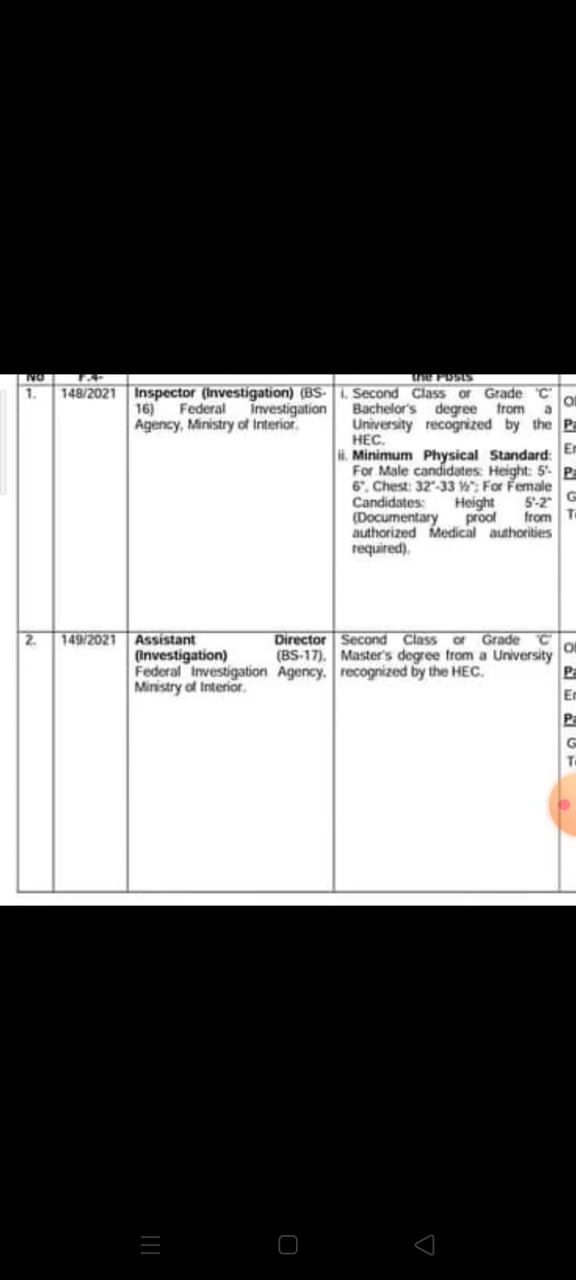 No F.4- the Posts
1. 148/2021 Inspector (Investigation) (BS-
16) Federal Investigation
Agency, Ministry of Interior.
i. Second Class or Grade 'C'
Bachelor's degree from a
University recognized by the
HEC.
ii. Minimum Physical Standard:
For Male candidates: Height: 5'-
6", Chest: 32"-33 ½"; For Female
Candidates: Height 5'-2"
(Documentary proof from
authorized Medical authorities
required).
2. 149/2021 Assistant Director
(Investigation) (BS-17),
Federal Investigation Agency,
Ministry of Interior.
Second Class or Grade 'C'
Master's degree from a University
recognized by the HEC.